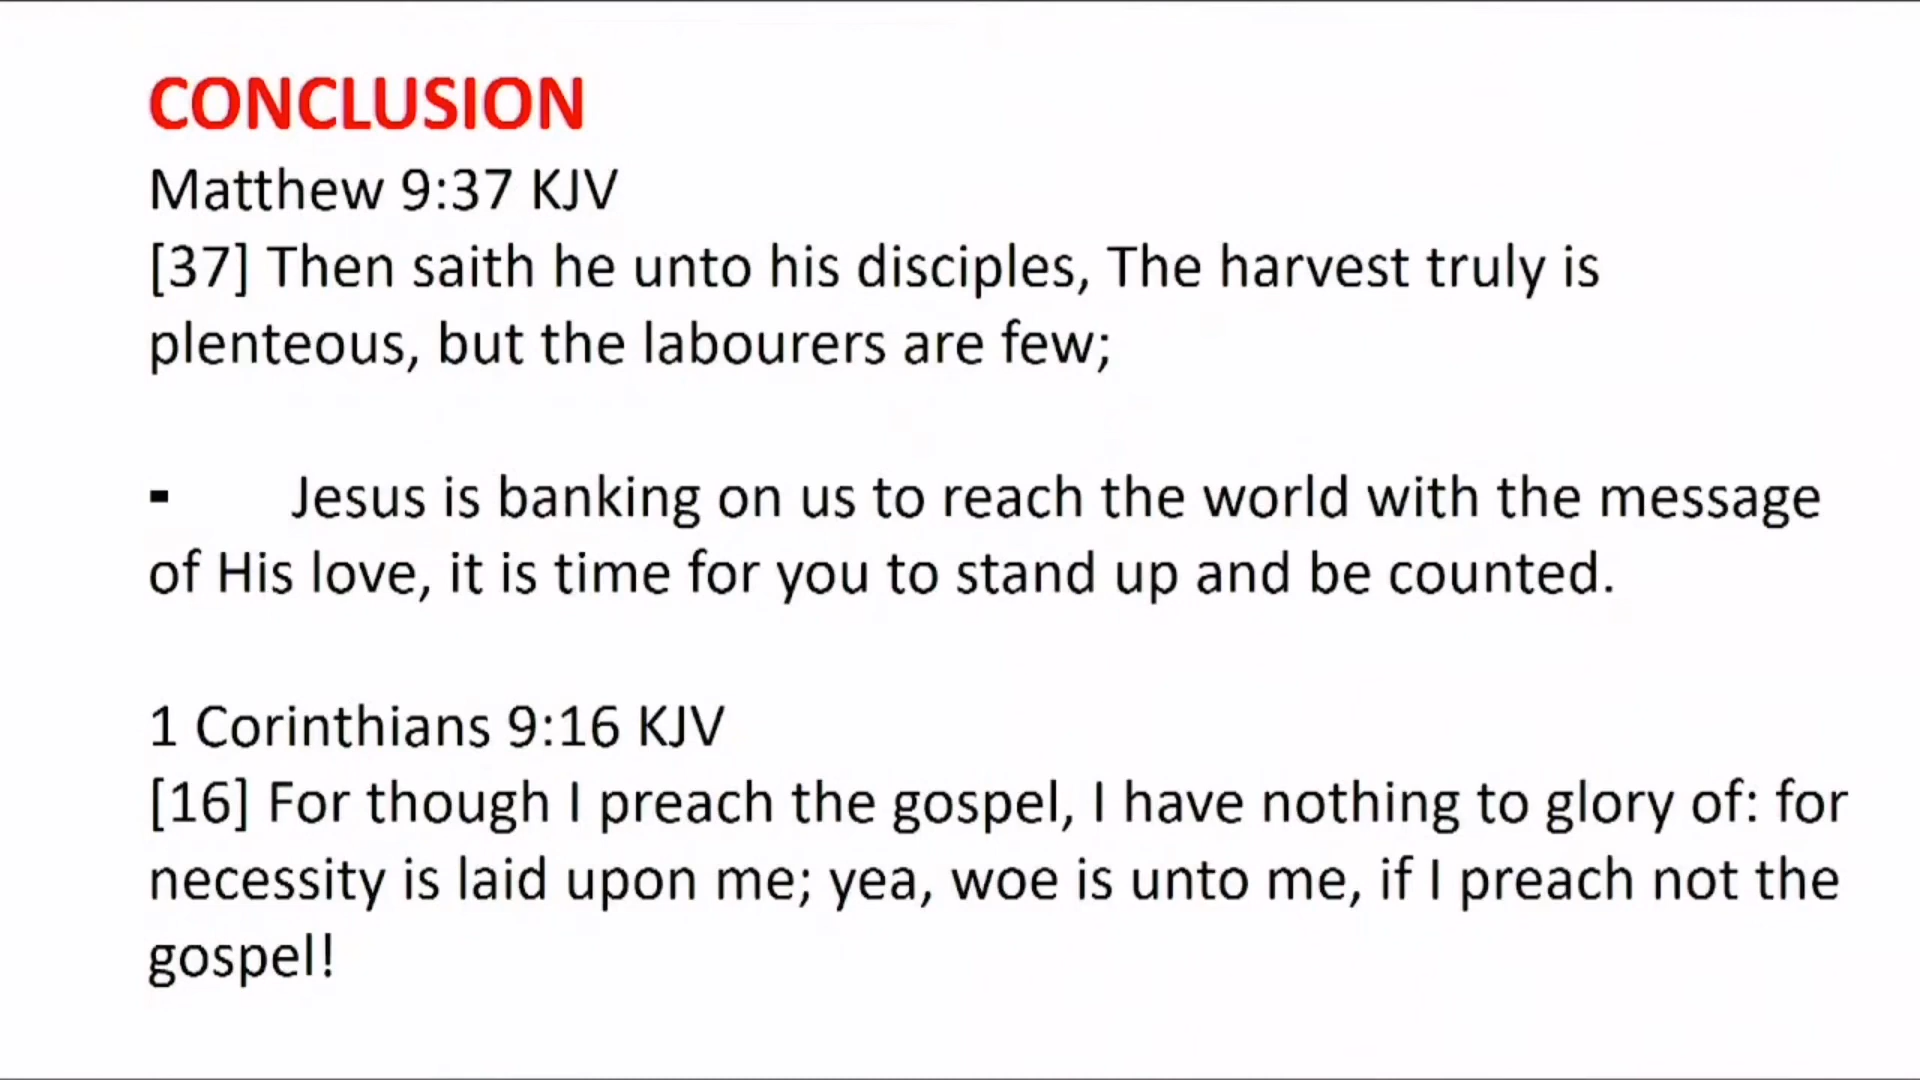 CONCLUSION
Matthew 9:37 KJV
[37] Then saith he unto his disciples, The harvest truly is
plenteous, but the labourers are few;
▪ Jesus is banking on us to reach the world with the message
of His love, it is time for you to stand up and be counted.
1 Corinthians 9:16 KJV
[16] For though I preach the gospel, I have nothing to glory of: for
necessity is laid upon me; yea, woe is unto me, if I preach not the
gospel!